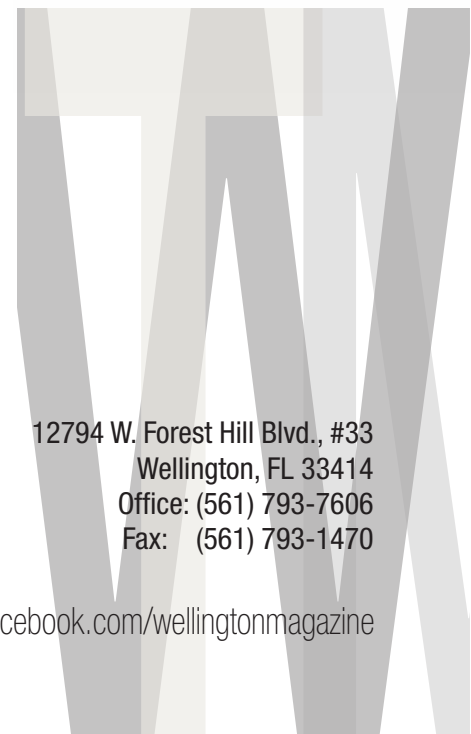 12794 W. Forest Hill Blvd., #33
Wellington, FL 33414
Office: (561) 793-7606
Fax: (561) 793-1470
cebook.com/wellingtonmagazine